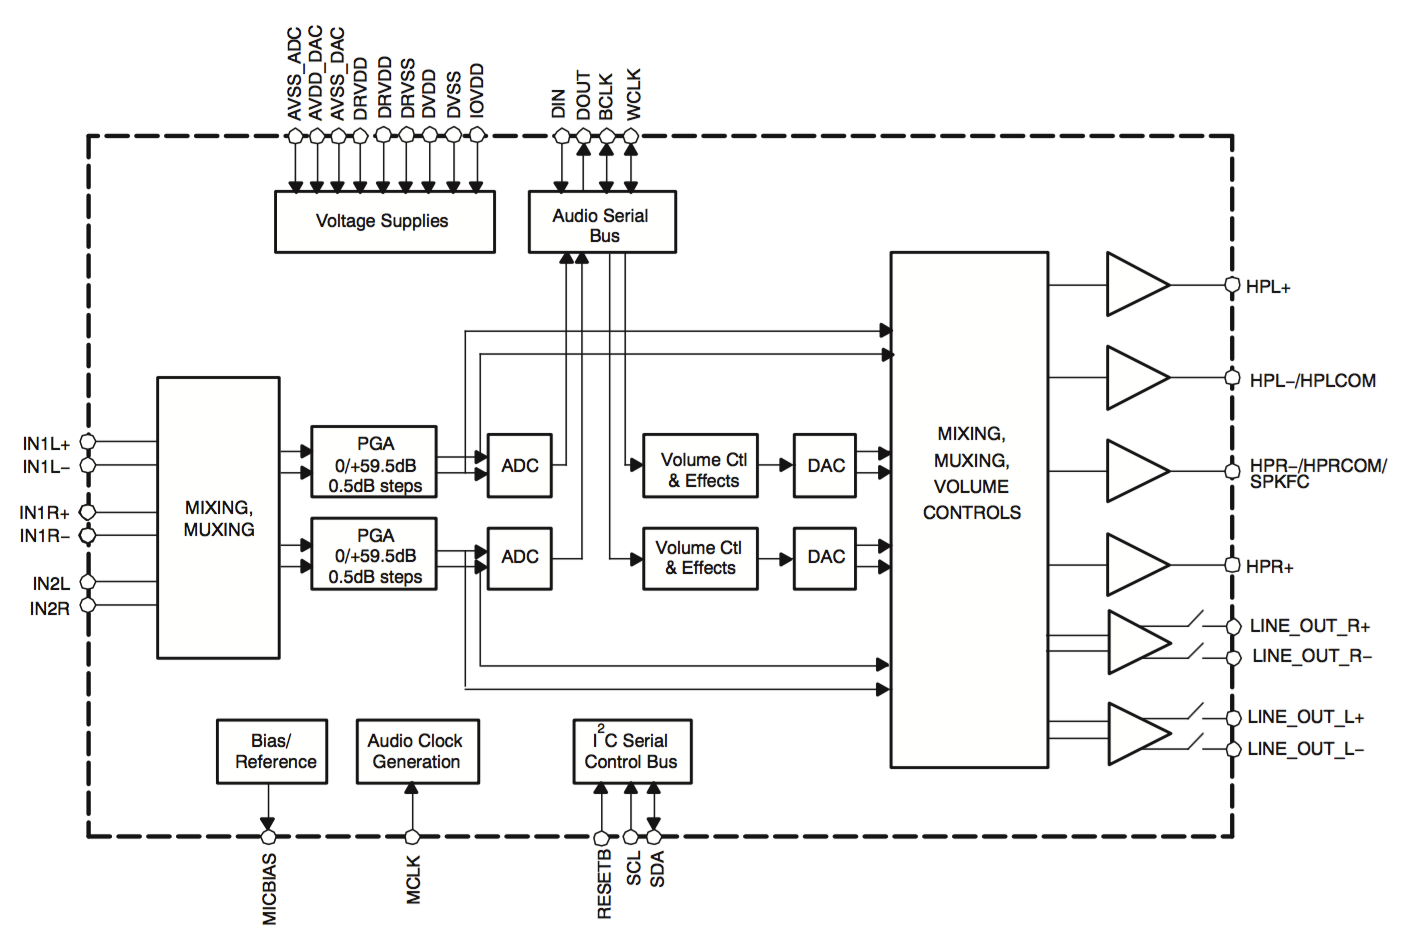 AVSS_ADC
AVDD_DAC
AVSS_DAC
DRVDD
DRVDD
DRVSS
DVDD
DVSS
IOVDD
DIN
DOUT
BCLK
WCLK
Voltage Supplies
Audio Serial
Bus
HPL+
HPL−/HPLCOM
HPR−/HPRCOM/
SPKFC
HPR+
LINE_OUT_R+
LINE_OUT_R−
LINE_OUT_L+
LINE_OUT_L−
IN1L+
IN1L−
IN1R+
IN1R−
IN2L
IN2R
MIXING,
MUXING
PGA
0/+59.5dB
0.5dB steps
ADC
Volume Ctl
& Effects
DAC
PGA
0/+59.5dB
0.5dB steps
ADC
Volume Ctl
& Effects
DAC
MIXING,
MUXING,
VOLUME
CONTROLS
Bias/
Reference
Audio Clock
Generation
I2C Serial
Control Bus
MICBIAS
MCLK
RESETB
SCL
SDA